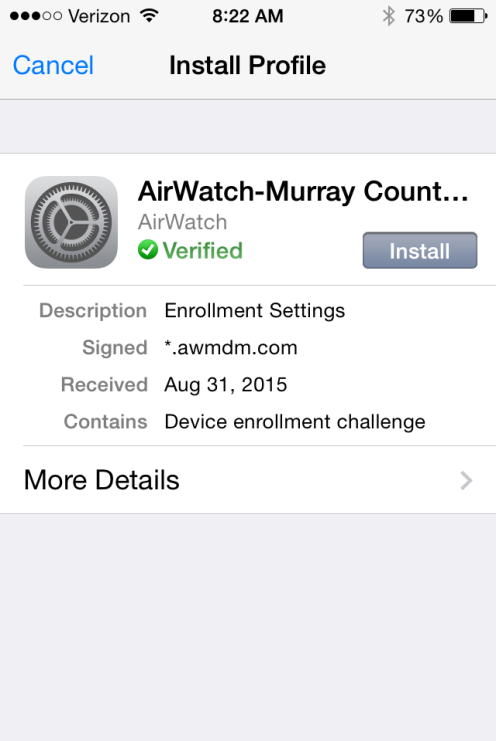 Verizon 8:22 AM 73%
Cancel Install Profile
AirWatch-Murray Count...
AirWatch
Verified Install
Description Enrollment Settings
Signed *.awmdm.com
Received Aug 31, 2015
Contains Device enrollment challenge
More Details